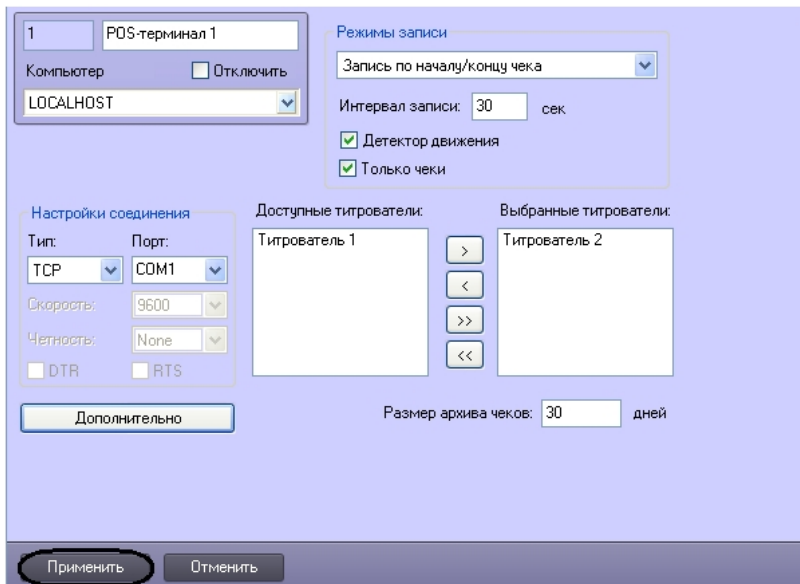 1
POS-терминал 1
Компьютер
Отключить
LOCALHOST
Режимы записи
Запись по началу/концу чека
Интервал записи: 30 сек
Детектор движения
Только чеки
Настройки соединения
Тип: Порт:
TCP COM1
Скорость: 9600
Четность: None
DTR RTS
Дополнительно
Доступные титрователи:
Титрователь 1
>
<
>>
<<
Выбранные титрователи:
Титрователь 2
Размер архива чеков: 30 дней
Применить
Отменить